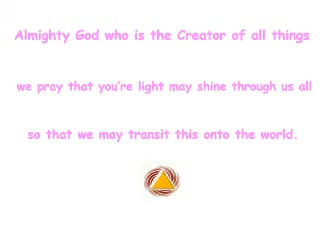 Almighty God who is the Creator of all things
we pray that you’re light may shine through us all
so that we may transit this onto the world.